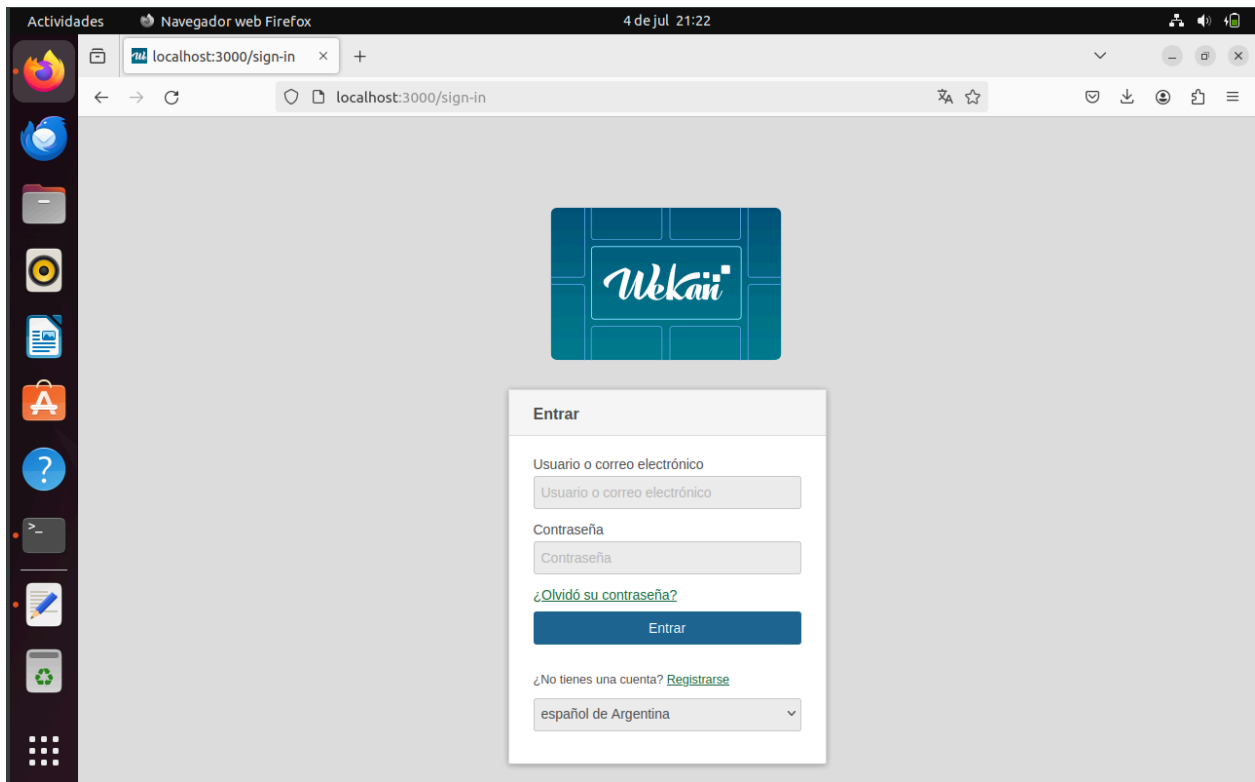 Actividades Navegador web Firefox 4 de jul 21:22
localhost:3000/sign-in
localhost:3000/sign-in
Wekan
Entrar
Usuario o correo electrónico
Usuario o correo electrónico
Contraseña
Contraseña
¿Olvidó su contraseña?
Entrar
¿No tienes una cuenta? Registrarse
español de Argentina